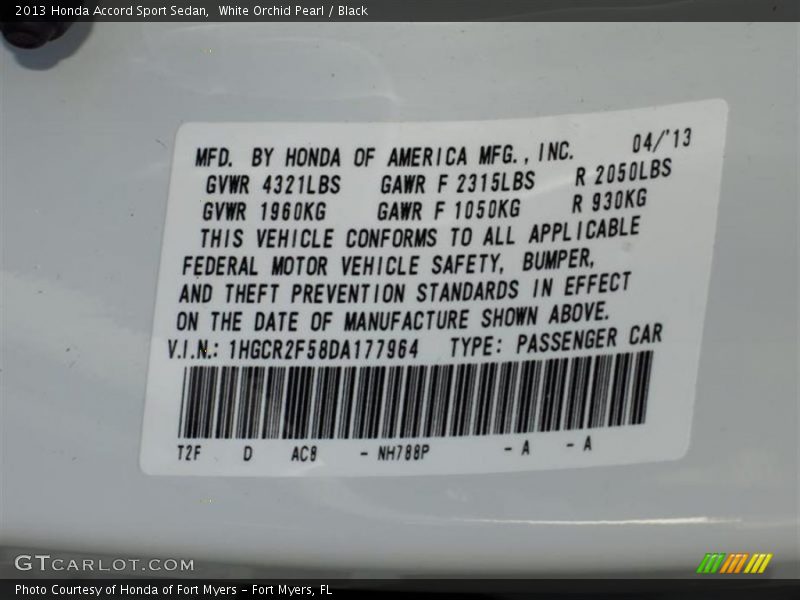 2013 Honda Accord Sport Sedan,  White Orchid Pearl / Black
MFD. BY HONDA OF AMERICA MFG., INC. 04/'13
GVWR 4321LBS GAWR F 2315LBS R 2050LBS
GVWR 1960KG GAWR F 1050KG R 930KG
THIS VEHICLE CONFORMS TO ALL APPLICABLE
FEDERAL MOTOR VEHICLE SAFETY, BUMPER,
AND THEFT PREVENTION STANDARDS IN EFFECT
ON THE DATE OF MANUFACTURE SHOWN ABOVE.
V.I.N.: 1HGCR2F58DA177964 TYPE: PASSENGER CAR
T2F D AC8 - NH788P - A - A
GTCARLOT.COM
Photo Courtesy of Honda of Fort Myers – Fort Myers, FL